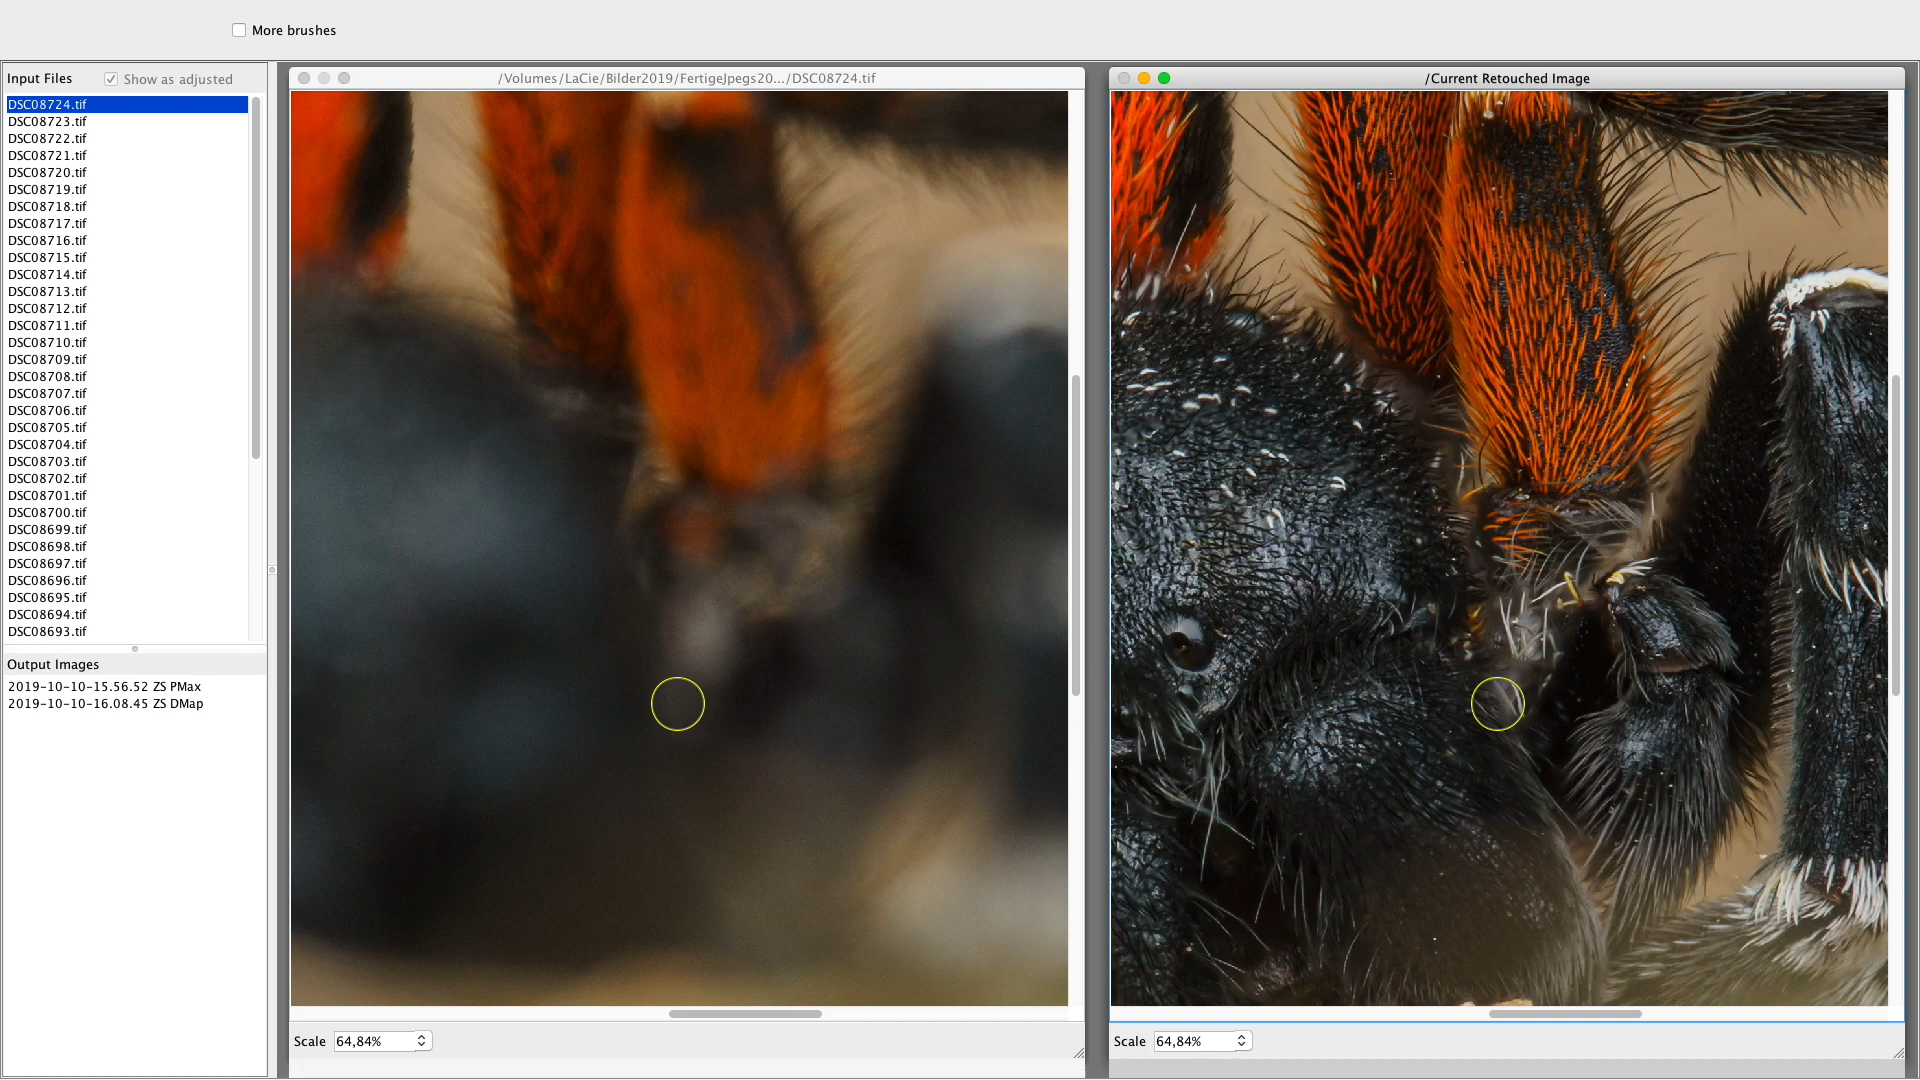 More brushes
Input Files
Show as adjusted
DSC08724.tif
DSC08723.tif
DSC08722.tif
DSC08721.tif
DSC08720.tif
DSC08719.tif
DSC08718.tif
DSC08717.tif
DSC08716.tif
DSC08715.tif
DSC08714.tif
DSC08713.tif
DSC08712.tif
DSC08711.tif
DSC08710.tif
DSC08709.tif
DSC08708.tif
DSC08707.tif
DSC08706.tif
DSC08705.tif
DSC08704.tif
DSC08703.tif
DSC08702.tif
DSC08701.tif
DSC08700.tif
DSC08699.tif
DSC08698.tif
DSC08697.tif
DSC08696.tif
DSC08695.tif
DSC08694.tif
DSC08693.tif
Output Images
2019-10-10-15.56.52 ZS PMax
2019-10-10-16.08.45 ZS DMap
/Volumes/LaCie/Bilder2019/FertigeJpegs20.../DSC08724.tif
Scale 64,84%
/Current Retouched Image
Scale 64,84%